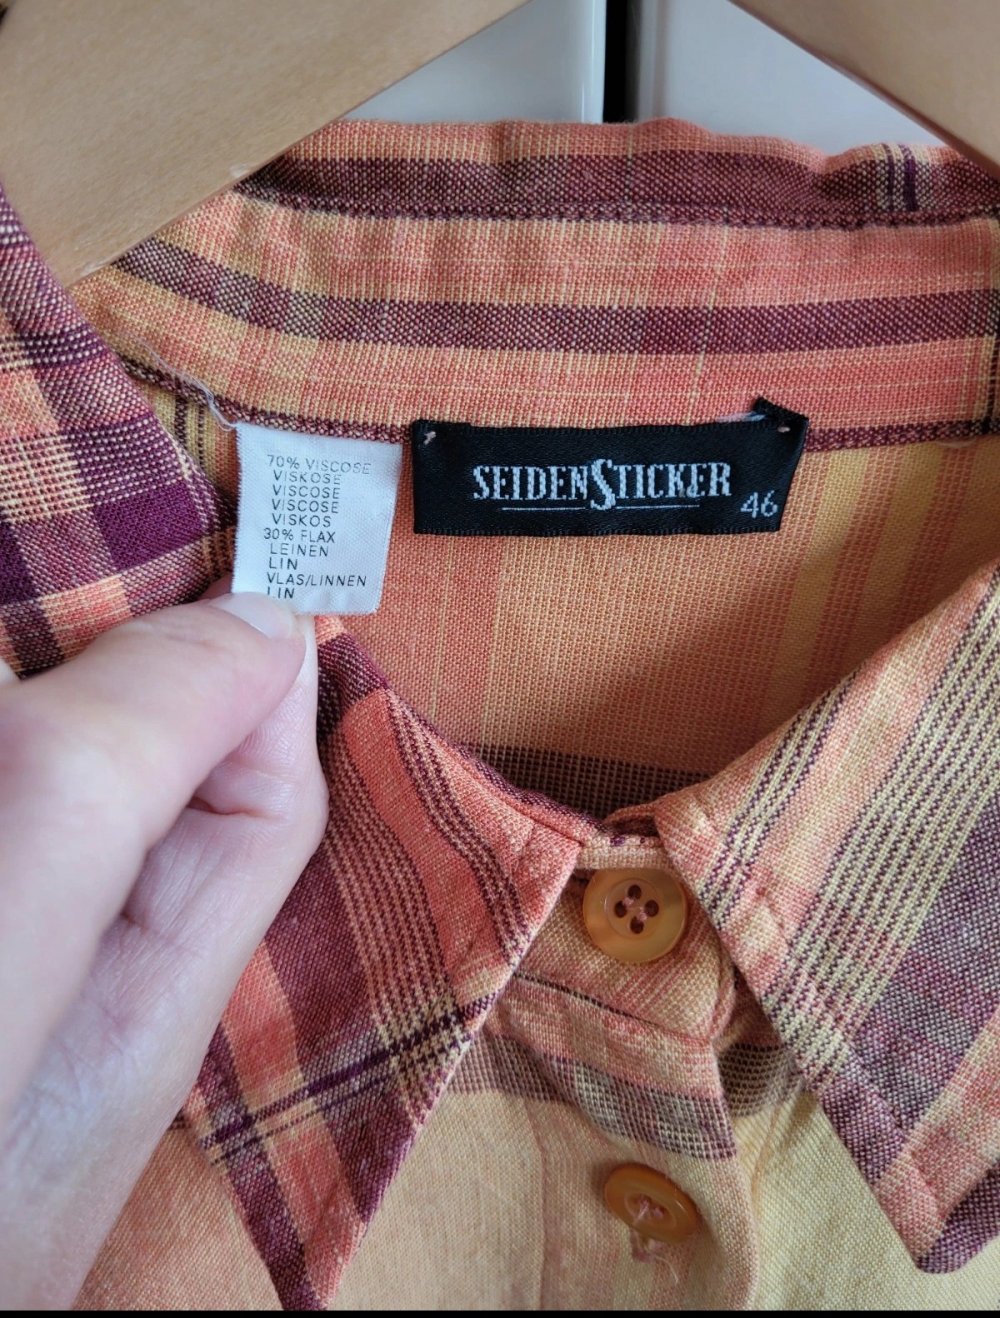 70% VISCOSE
VISKOSE
VISCOSE
VISCOSE
VISKOS
30% FLAX
LEINEN
LIN
VLAS/LINNEN
LIN
SEIDENSTICKER
46